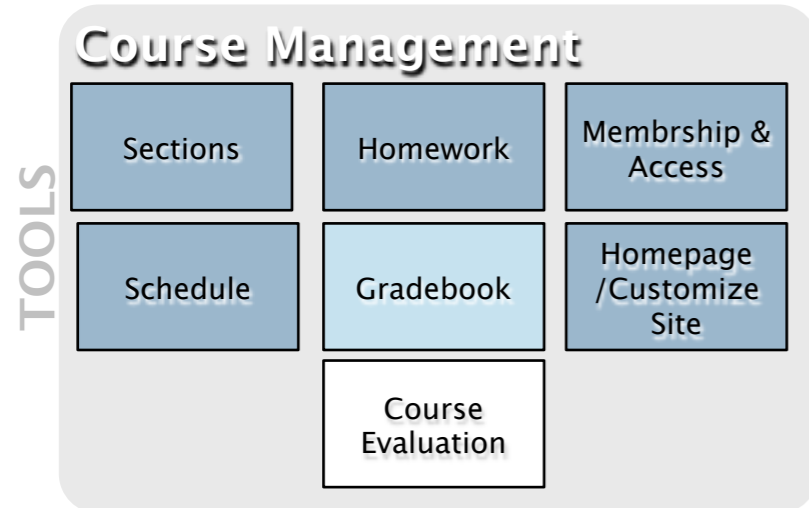 Course Management
TOOLS
Sections
Homework
Membrship &
Access
Schedule
Gradebook
Homepage
/Customize
Site
Course
Evaluation